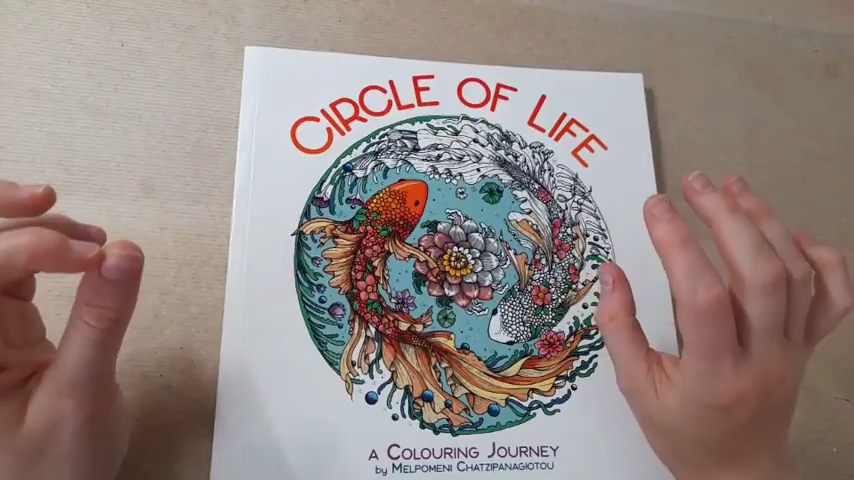 CIRCLE OF LIFE
A COLOURING JOURNEY
by MELPOMENI CHATZIPANAGIOTOU